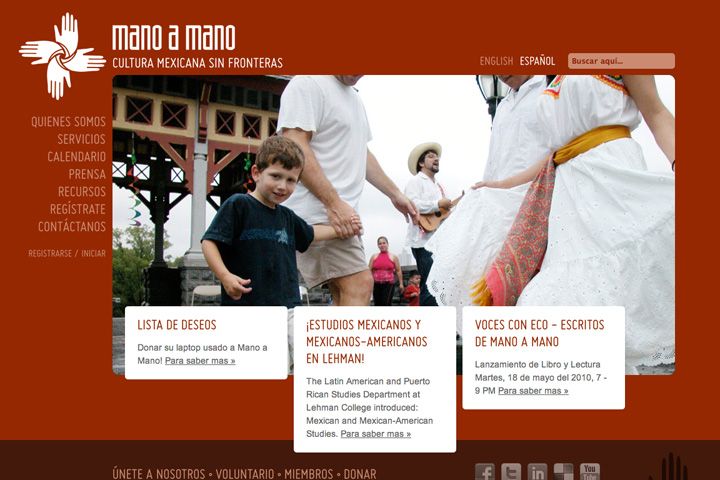 mano a mano
CULTURA MEXICANA SIN FRONTERAS
ENGLISH ESPAÑOL
Buscar aquí...
QUIENES SOMOS
SERVICIOS
CALENDARIO
PRENSA
RECURSOS
REGÍSTRATE
CONTÁCTANOS
REGISTRARSE / INICIAR
LISTA DE DESEOS
Donar su laptop usado a Mano a
Mano! Para saber mas »
¡ESTUDIOS MEXICANOS Y
MEXICANOS-AMERICANOS
EN LEHMAN!
The Latin American and Puerto
Rican Studies Department at
Lehman College introduced:
Mexican and Mexican-American
Studies. Para saber mas »
VOCES CON ECO - ESCRITOS
DE MANO A MANO
Lanzamiento de Libro y Lectura
Martes, 18 de mayo del 2010, 7 -
9 PM Para saber mas »
ÚNETE A NOSOTROS • VOLUNTARIO • MIEMBROS • DONAR
f t in You Tube